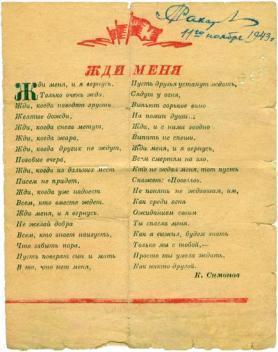 11го ноября 1943 г.
ЖДИ МЕНЯ
Жди меня, и я вернусь,
Только очень жди.
Жди, когда наводят грусть
Желтые дожди,
Жди, когда снега метут,
Жди, когда жара,
Жди, когда других не ждут,
Позабыв вчера,
Жди, когда из дальних мест
Писем не придет,
Жди, когда уже надоест
Всем, кто вместе ждет.
Жди меня, и я вернусь,
Не желай добра
Всем, кто знает наизусть,
Что забыть пора.
Пусть поверят сын и мать
В то, что нет меня,
Пусть друзья устанут ждать,
Сядут у огня,
Выпьют горькое вино
На помин души...
Жди, и с ними заодно
Выпить не спеши.
Жди меня, и я вернусь,
Всем смертям на зло.
Кто не ждал меня, тот пусть
Скажет: «Повезло».
Не понять не ждавшим, им,
Как среди огня
Ожиданием своим
Ты спасла меня.
Как я выжил, будем знать
Только мы с тобой,—
Просто ты умела ждать,
Как никто другой.
К. Симонов